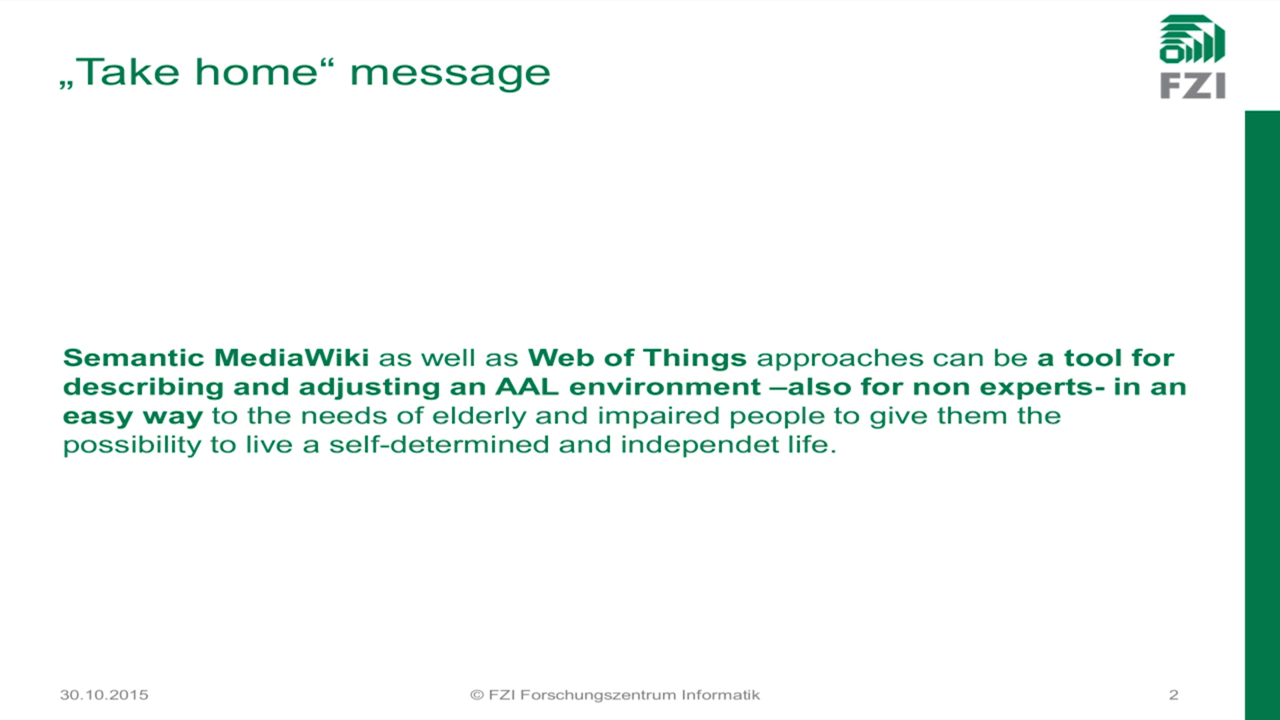 „Take home“ message
FZI
Semantic MediaWiki as well as Web of Things approaches can be a tool for
describing and adjusting an AAL environment –also for non experts- in an
easy way to the needs of elderly and impaired people to give them the
possibility to live a self-determined and independet life.
30.10.2015
© FZI Forschungszentrum Informatik
2